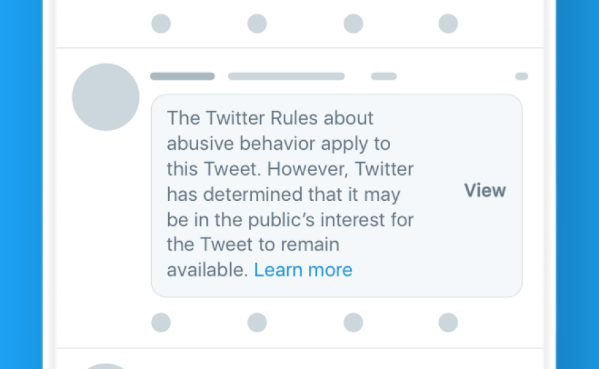 The Twitter Rules about
abusive behavior apply to
this Tweet. However, Twitter
has determined that it may
be in the public’s interest for
the Tweet to remain
available. Learn more
View